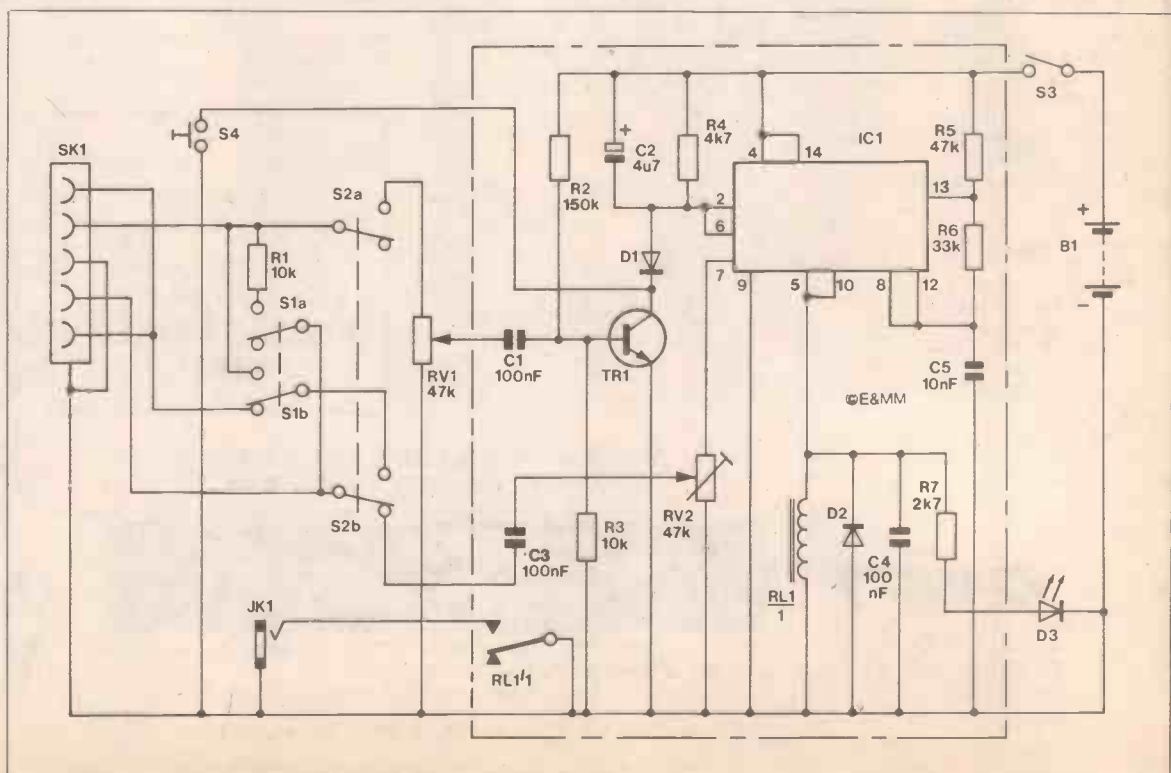 SK1
S4
S2a
R1
10k
S1a
S1b
S2b
RV1
47k
C1
100nF
R2
150k
+
C2
4u7
R4
4k7
D1
TR1
IC1
4
14
2
6
7
9
5
10
8
12
13
S3
R5
47k
R6
33k
+
B1
-
C5
10nF
©E&MM
RV2
47k
R3
10k
C3
100nF
D2
C4
100
nF
R7
2k7
RL1
1
D3
JK1
RL1/1